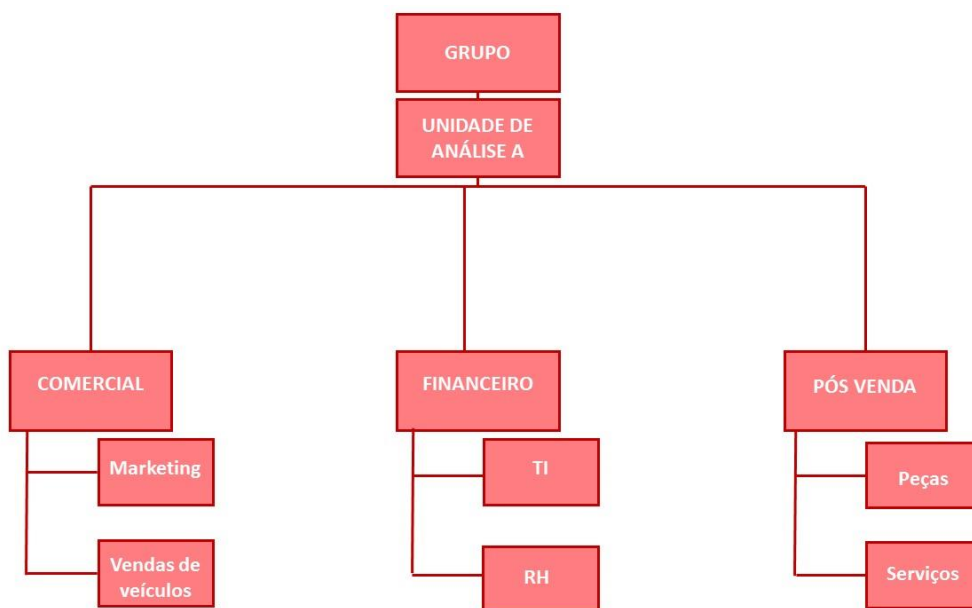 GRUPO
UNIDADE DE
ANÁLISE A
COMERCIAL
FINANCEIRO
PÓS VENDA
Marketing
TI
Peças
Vendas de
veículos
RH
Serviços